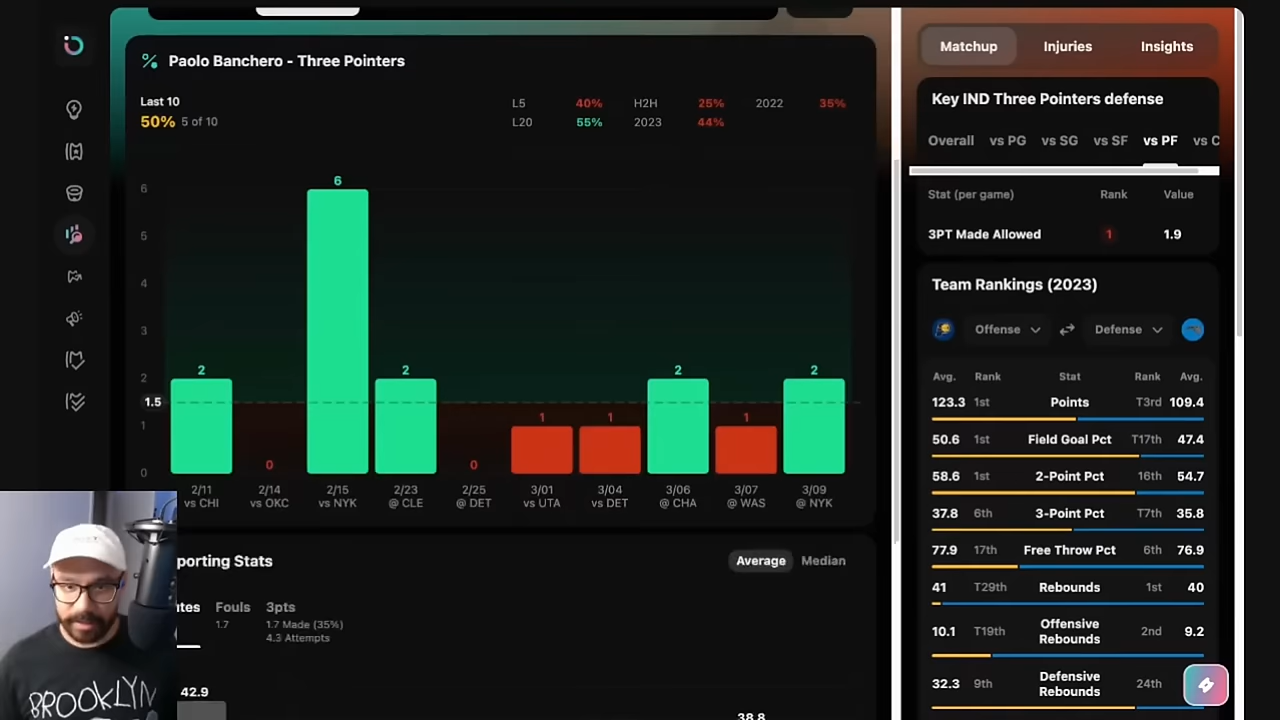 Paolo Banchero - Three Pointers
Last 10
50% 5 of 10
L5 40% H2H 25% 2022 35%
L20 55% 2023 44%
6
5
4
3
2
1.5
1
0
2 0 6 2 0 1 1 2 1 2
2/11 2/14 2/15 2/23 2/25 3/01 3/04 3/06 3/07 3/09
vs CHI vs OKC vs NYK @ CLE @ DET vs UTA vs DET @ CHA @ WAS @ NYK
porting Stats
Average Median
utes Fouls 3pts
1.7 1.7 Made (35%)
4.3 Attempts
42.9
38.8
BROOKLYN
Matchup Injuries Insights
Key IND Three Pointers defense
Overall vs PG vs SG vs SF vs PF vs C
Stat (per game) Rank Value
3PT Made Allowed 1 1.9
Team Rankings (2023)
Offense Defense
Avg. Rank Stat Rank Avg.
123.3 1st Points T3rd 109.4
50.6 1st Field Goal Pct T17th 47.4
58.6 1st 2-Point Pct 16th 54.7
37.8 6th 3-Point Pct T7th 35.8
77.9 17th Free Throw Pct 6th 76.9
41 T29th Rebounds 1st 40
10.1 T19th Offensive Rebounds 2nd 9.2
32.3 9th Defensive Rebounds 24th